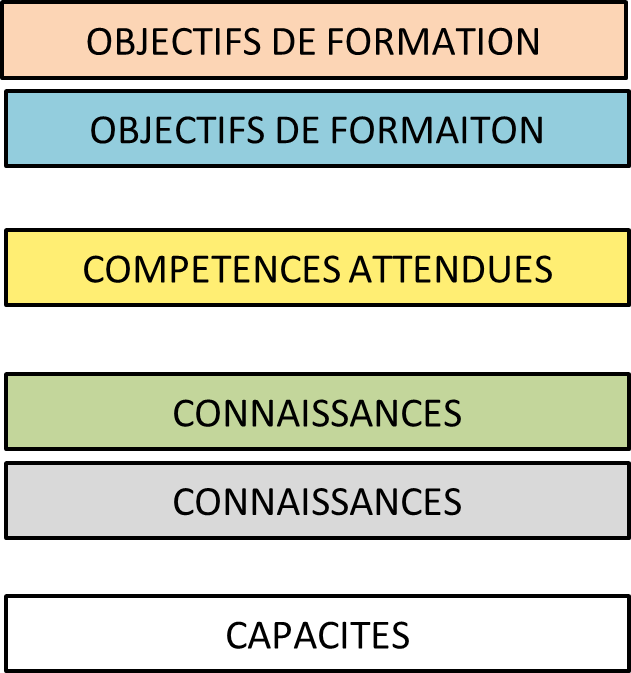 OBJECTIFS DE FORMATION
OBJECTIFS DE FORMAITON
COMPETENCES ATTENDUES
CONNAISSANCES
CONNAISSANCES
CAPACITES